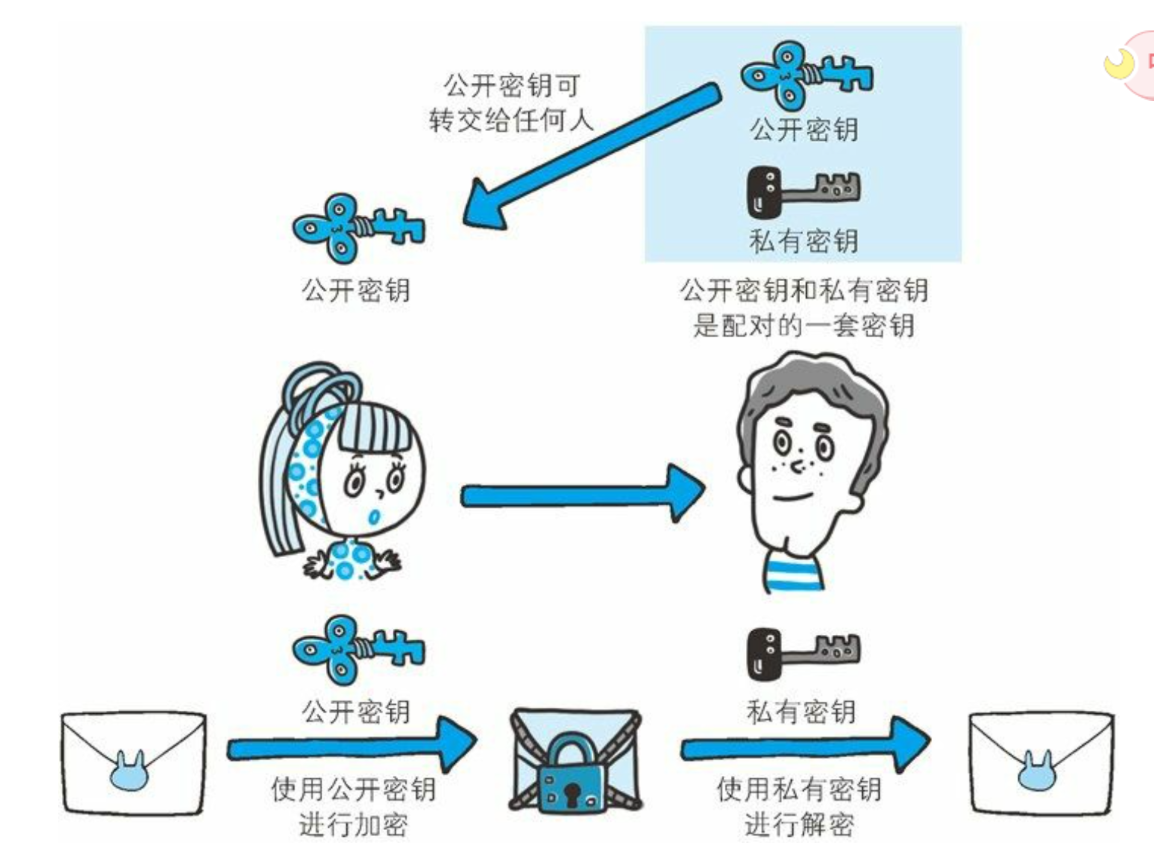 公开密钥可
转交给任何人
公开密钥
私有密钥
公开密钥
公开密钥和私有密钥
是配对的一套密钥
公开密钥
私有密钥
使用公开密钥
进行加密
使用私有密钥
进行解密